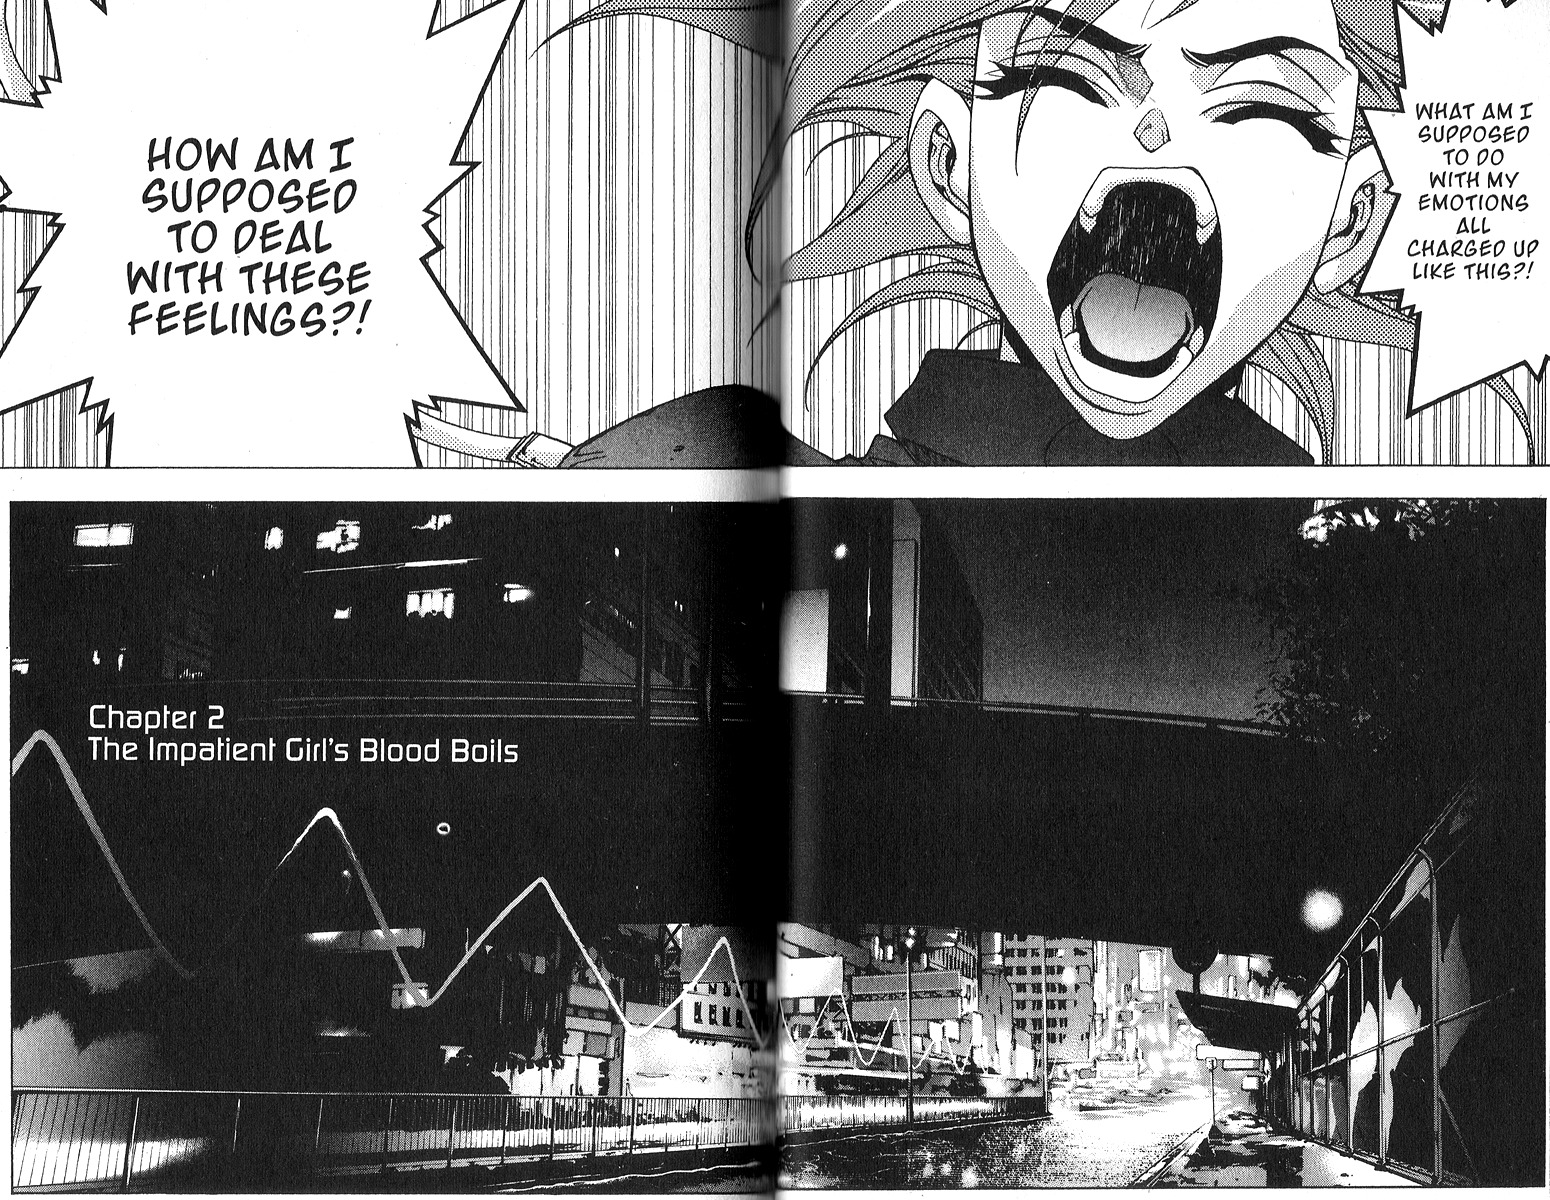 WHAT AM I
SUPPOSED
TO DO
WITH MY
EMOTIONS
ALL
CHARGED UP
LIKE THIS?!
HOW AM I
SUPPOSED
TO DEAL
WITH THESE
FEELINGS?!
Chapter 2
The Impatient Girl's Blood Boils